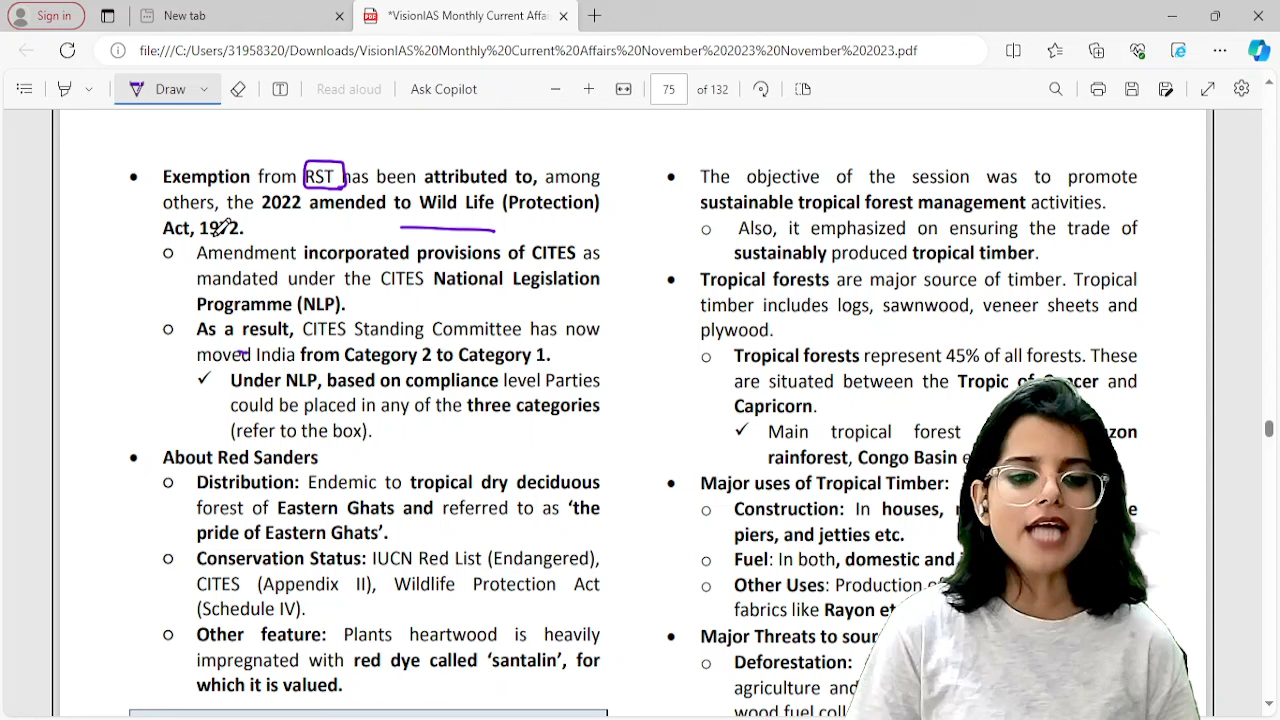 Sign in
New tab
*VisionIAS Monthly Current Affai
file:///C:/Users/31958320/Downloads/VisionIAS%20Monthly%20Current%20Affairs%20November%202023%20November%202023.pdf
Draw
Read aloud
Ask Copilot
75 of 132
Exemption from RST has been attributed to, among
others, the 2022 amended to Wild Life (Protection)
Act, 1972.
Amendment incorporated provisions of CITES as
mandated under the CITES National Legislation
Programme (NLP).
As a result, CITES Standing Committee has now
moved India from Category 2 to Category 1.
Under NLP, based on compliance level Parties
could be placed in any of the three categories
(refer to the box).
About Red Sanders
Distribution: Endemic to tropical dry deciduous
forest of Eastern Ghats and referred to as ‘the
pride of Eastern Ghats’.
Conservation Status: IUCN Red List (Endangered),
CITES (Appendix II), Wildlife Protection Act
(Schedule IV).
Other feature: Plants heartwood is heavily
impregnated with red dye called ‘santalin’, for
which it is valued.
The objective of the session was to promote
sustainable tropical forest management activities.
Also, it emphasized on ensuring the trade of
sustainably produced tropical timber.
Tropical forests are major source of timber. Tropical
timber includes logs, sawnwood, veneer sheets and
plywood.
Tropical forests represent 45% of all forests. These
are situated between the Tropic of Cancer and
Capricorn.
Main tropical forest
rainforest, Congo Basin
Major uses of Tropical Timber:
Construction: In houses,
piers, and jetties etc.
Fuel: In both, domestic and
Other Uses: Production
fabrics like Rayon
Major Threats to
Deforestation:
agriculture
wood fuel